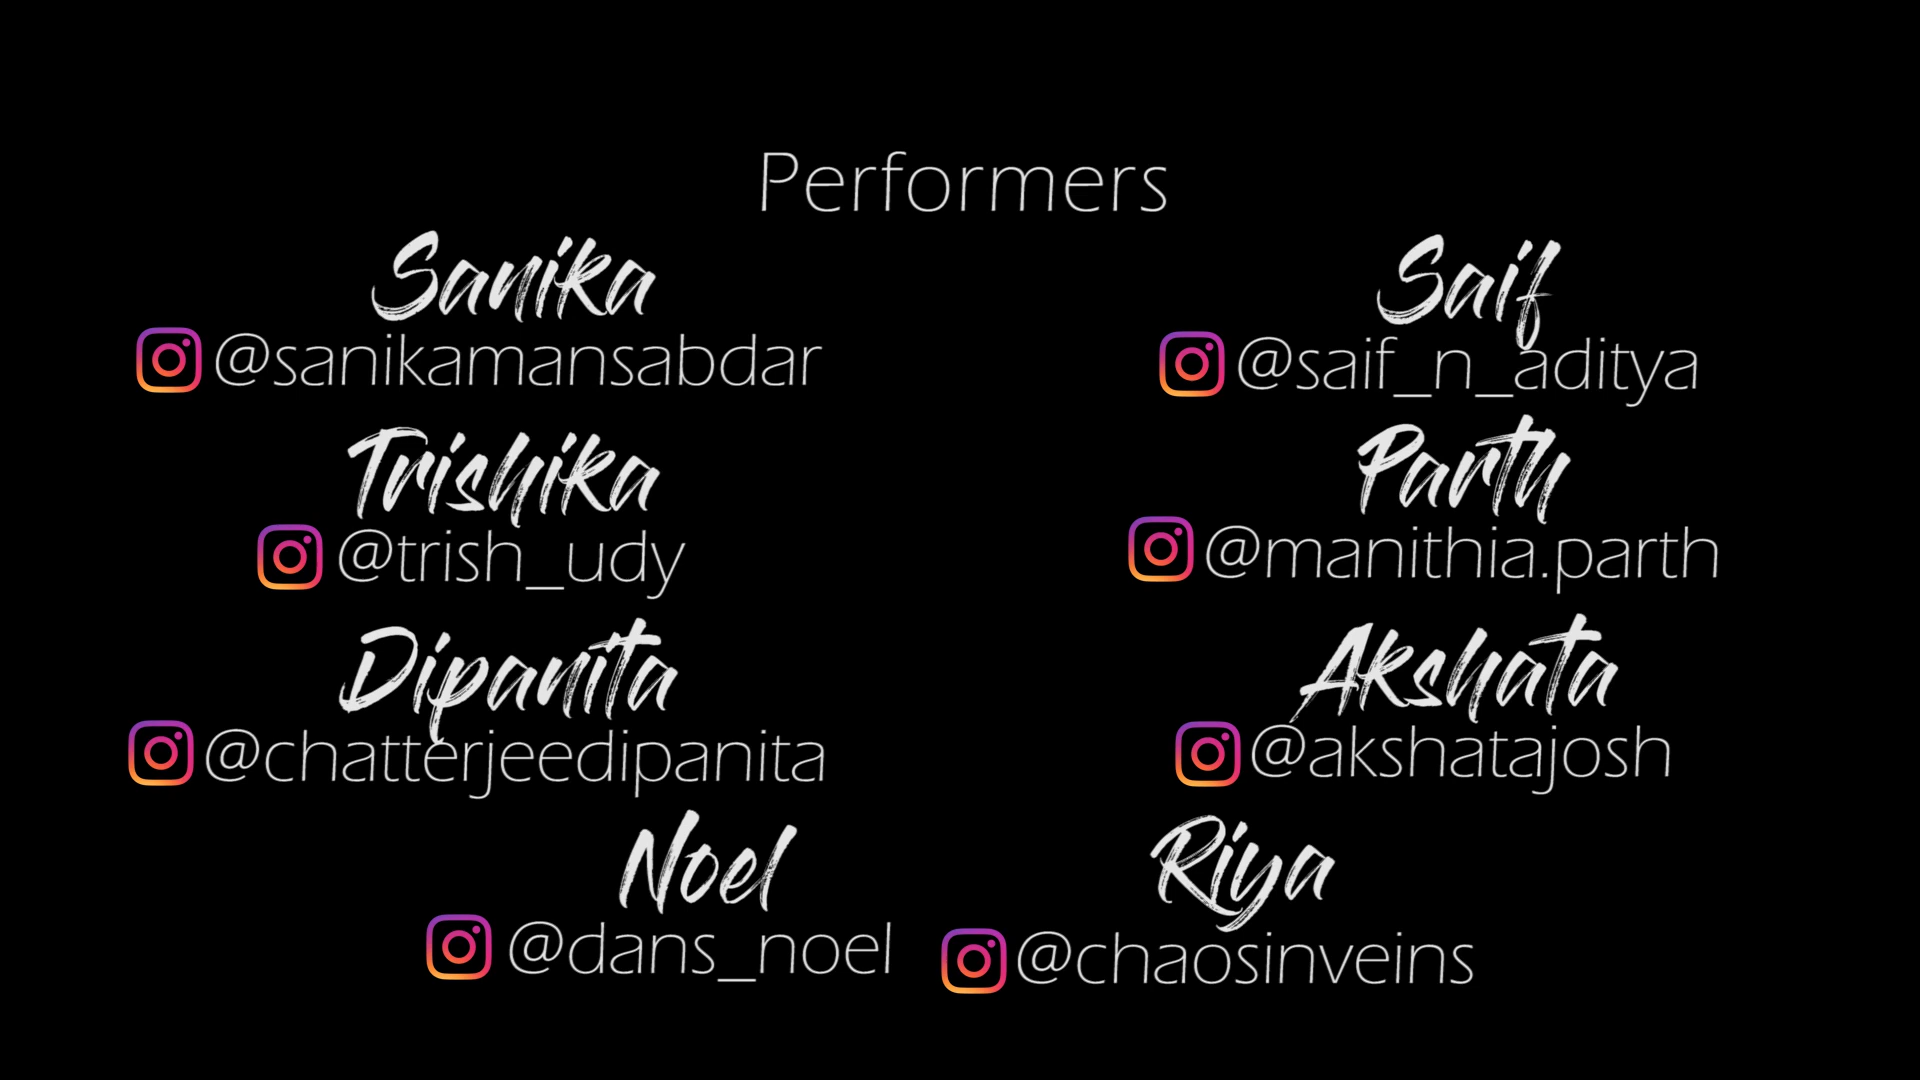 Performers
Sanika
@sanikamansabdar
Saif
@saif_n_aditya
Trishika
@trish_udy
Parth
@manithia.parth
Dipanita
@chatterjeedipanita
Akshata
@akshatajosh
Noel
@dans_noel
Riya
@chaosinveins